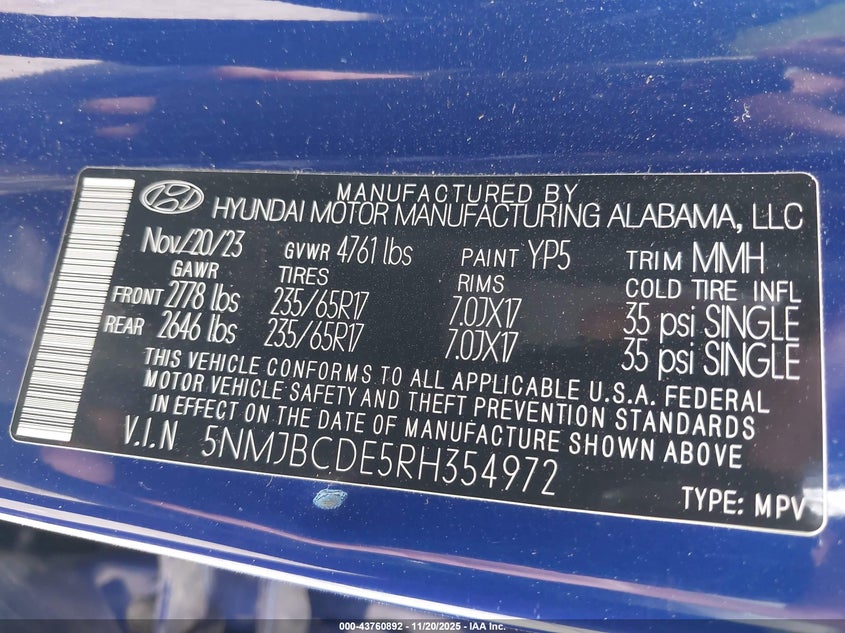 MANUFACTURED BY
HYUNDAI MOTOR MANUFACTURING ALABAMA, LLC
Nov/20/23 GVWR 4761 lbs PAINT YP5 TRIM MMH
GAWR TIRES RIMS COLD TIRE INFL
FRONT 2778 lbs 235/65R17 7.0JX17 35 psi SINGLE
REAR 2646 lbs 235/65R17 7.0JX17 35 psi SINGLE
THIS VEHICLE CONFORMS TO ALL APPLICABLE U.S.A. FEDERAL
MOTOR VEHICLE SAFETY AND THEFT PREVENTION STANDARDS
IN EFFECT ON THE DATE OF MANUFACTURE SHOWN ABOVE
V.I.N 5NMJBCDE5RH354972
TYPE: MPV
000-43760892 - 11/20/2025 - IAA Inc.